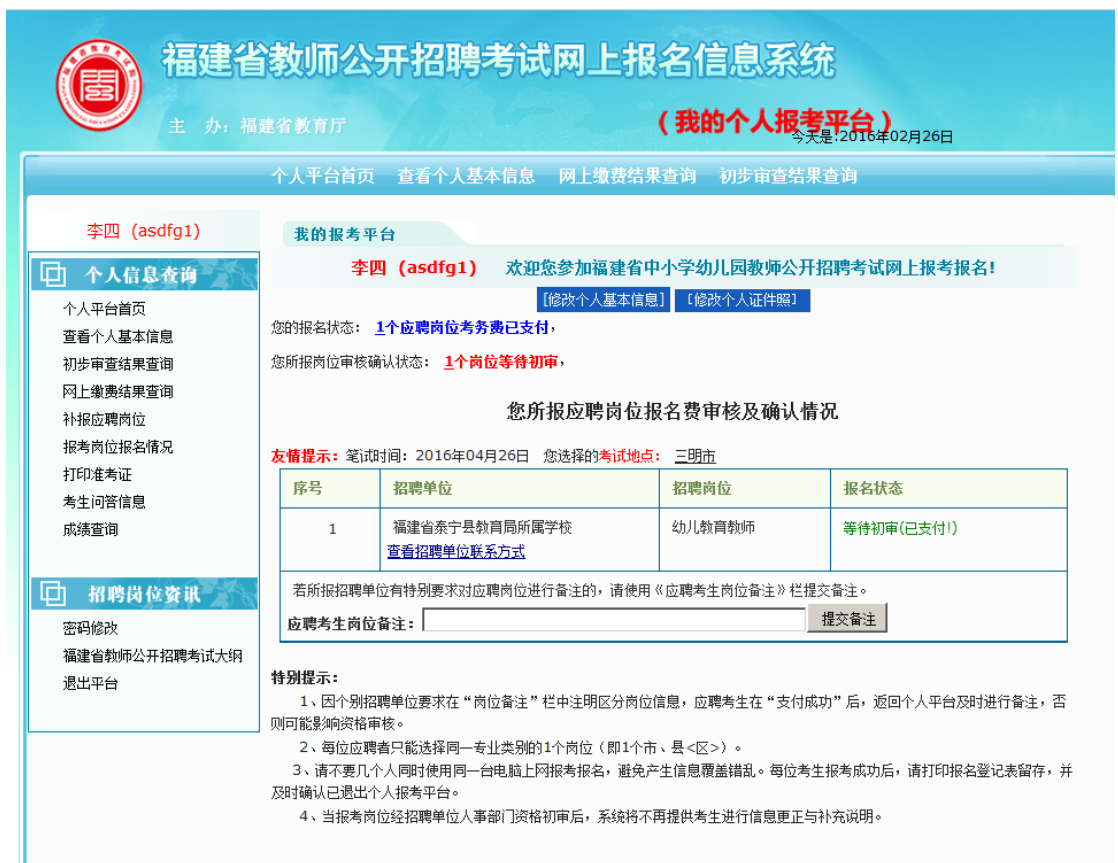 福建省教师公开招聘考试网上报名信息系统
主 办：福建省教育厅
（我的个人报考平台）
今天是:2016年02月26日
个人平台首页 查看个人基本信息 网上缴费结果查询 初步审查结果查询
李四 (asdfg1)
个人信息查询
个人平台首页
查看个人基本信息
初步审查结果查询
网上缴费结果查询
补报应聘岗位
报考岗位报名情况
打印准考证
考生问答信息
成绩查询
招聘岗位资讯
密码修改
福建省教师公开招聘考试大纲
退出平台
我的报考平台
李四 (asdfg1) 欢迎您参加福建省中小学幼儿园教师公开招聘考试网上报考报名!
[修改个人基本信息] [修改个人证件照]
您的报名状态： 1个应聘岗位考务费已支付，
您所报岗位审核确认状态： 1个岗位等待初审，
您所报应聘岗位报名费审核及确认情况
友情提示：笔试时间：2016年04月26日 您选择的考试地点： 三明市
序号 招聘单位 招聘岗位 报名状态
1 福建省泰宁县教育局所属学校 幼儿教育教师 等待初审(已支付!)
查看招聘单位联系方式
若所报招聘单位有特别要求对应聘岗位进行备注的，请使用《应聘考生岗位备注》栏提交备注。
应聘考生岗位备注： 提交备注
特别提示：
1、因个别招聘单位要求在“岗位备注”栏中注明区分岗位信息，应聘考生在“支付成功”后，返回个人平台及时进行备注，否
则可能影响资格审核。
2、每位应聘者只能选择同一专业类别的1个岗位（即1个市、县<区>）。
3、请不要几个人同时使用同一台电脑上网报考报名，避免产生信息覆盖错乱。每位考生报考成功后，请打印报名登记表留存，并
及时确认已退出个人报考平台。
4、当报考岗位经招聘单位人事部门资格初审后，系统将不再提供考生进行信息更正与补充说明。